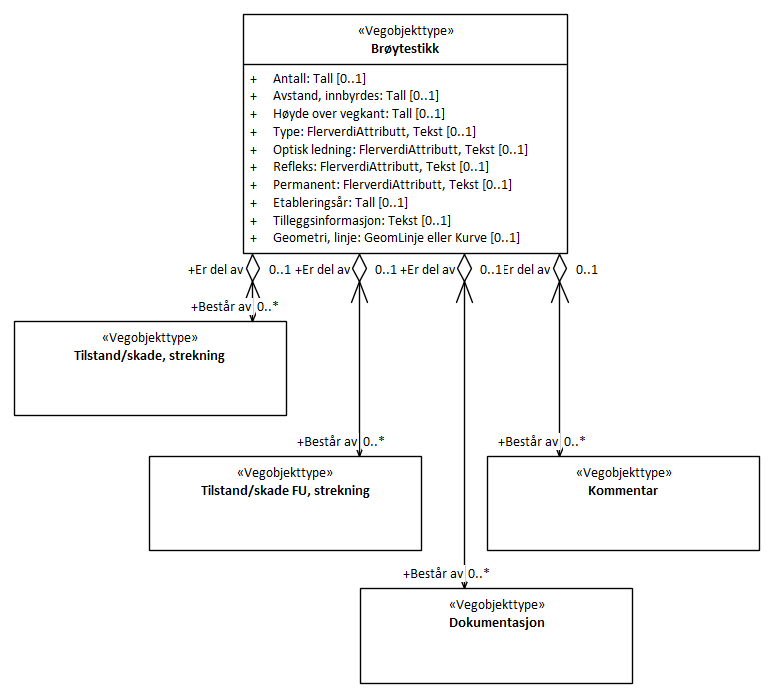 «Vegobjekttype»
Brøytestikk
+ Antall: Tall [0..1]
+ Avstand, innbyrdes: Tall [0..1]
+ Høyde over vegkant: Tall [0..1]
+ Type: FlerverdiAttributt, Tekst [0..1]
+ Optisk ledning: FlerverdiAttributt, Tekst [0..1]
+ Refleks: FlerverdiAttributt, Tekst [0..1]
+ Permanent: FlerverdiAttributt, Tekst [0..1]
+ Etableringsår: Tall [0..1]
+ Tilleggsinformasjon: Tekst [0..1]
+ Geometri, linje: GeomLinje eller Kurve [0..1]
+Er del av 0..1 +Er del av 0..1 +Er del av 0..1 Er del av 0..1
+Består av 0..*
«Vegobjekttype»
Tilstand/skade, strekning
+Består av 0..* +Består av 0..*
«Vegobjekttype» «Vegobjekttype»
Tilstand/skade FU, strekning Kommentar
+Består av 0..*
«Vegobjekttype»
Dokumentasjon